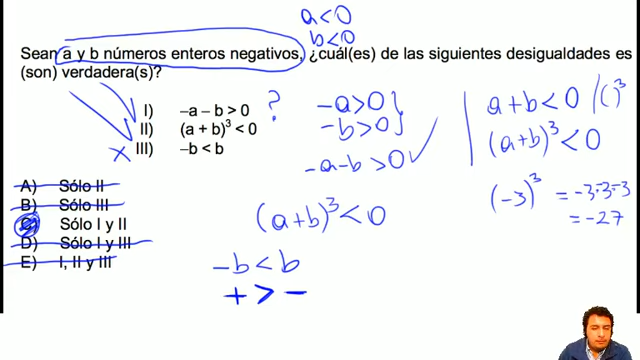 a<0
b<0
Sean a y b números enteros negativos, ¿cuál(es) de las siguientes desigualdades es
(son) verdadera(s)?
I) –a – b > 0 ?
II) (a + b)³ < 0
x III) –b < b
A) Sólo II
B) Sólo III
C) Sólo I y II
D) Sólo I y III
E) I, II y III
-a>0}
-b>0}
-a-b>0 ✓
(a+b)³<0
-b<b
+ > -
a+b<0 /( )³
(a+b)³<0
(-3)³ = -3·-3·-3
= -27